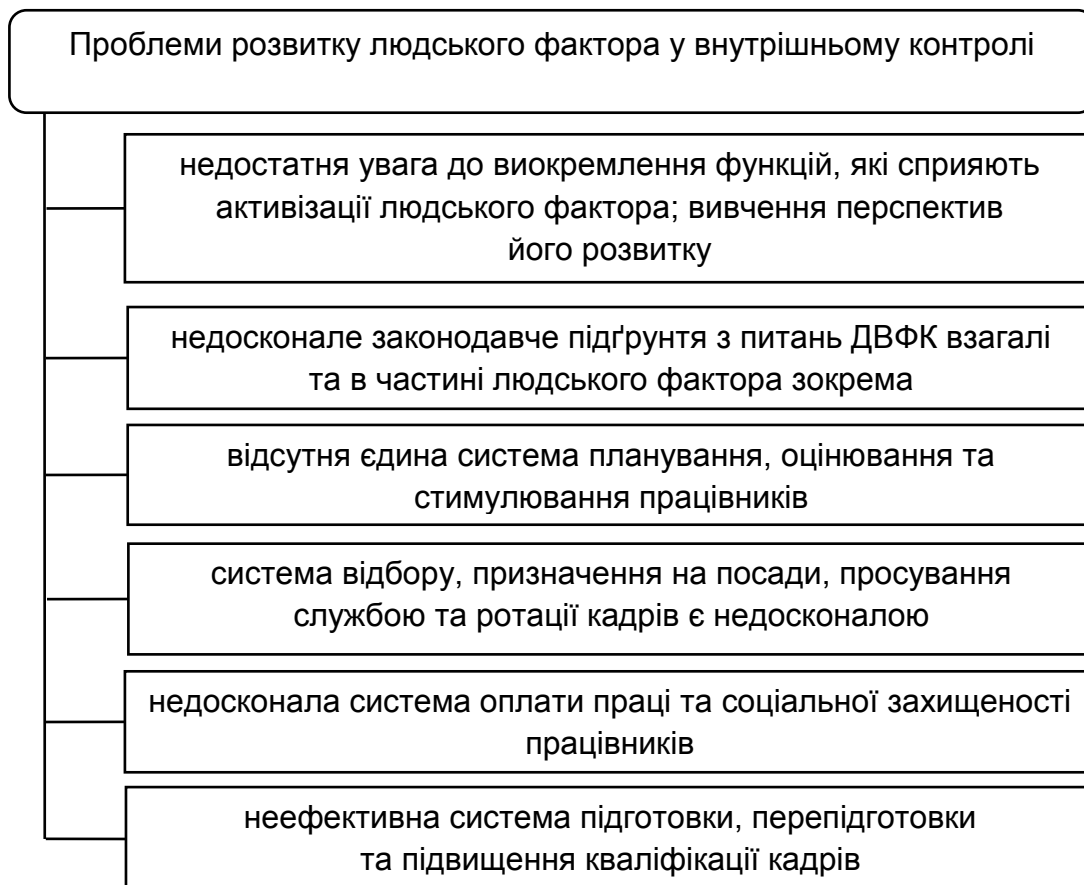 Проблеми розвитку людського фактора у внутрішньому контролі
недостатня увага до виокремлення функцій, які сприяють
активізації людського фактора; вивчення перспектив
його розвитку
недосконале законодавче підґрунтя з питань ДВФК взагалі
та в частині людського фактора зокрема
відсутня єдина система планування, оцінювання та
стимулювання працівників
система відбору, призначення на посади, просування
службою та ротації кадрів є недосконалою
недосконала система оплати праці та соціальної захищеності
працівників
неефективна система підготовки, перепідготовки
та підвищення кваліфікації кадрів